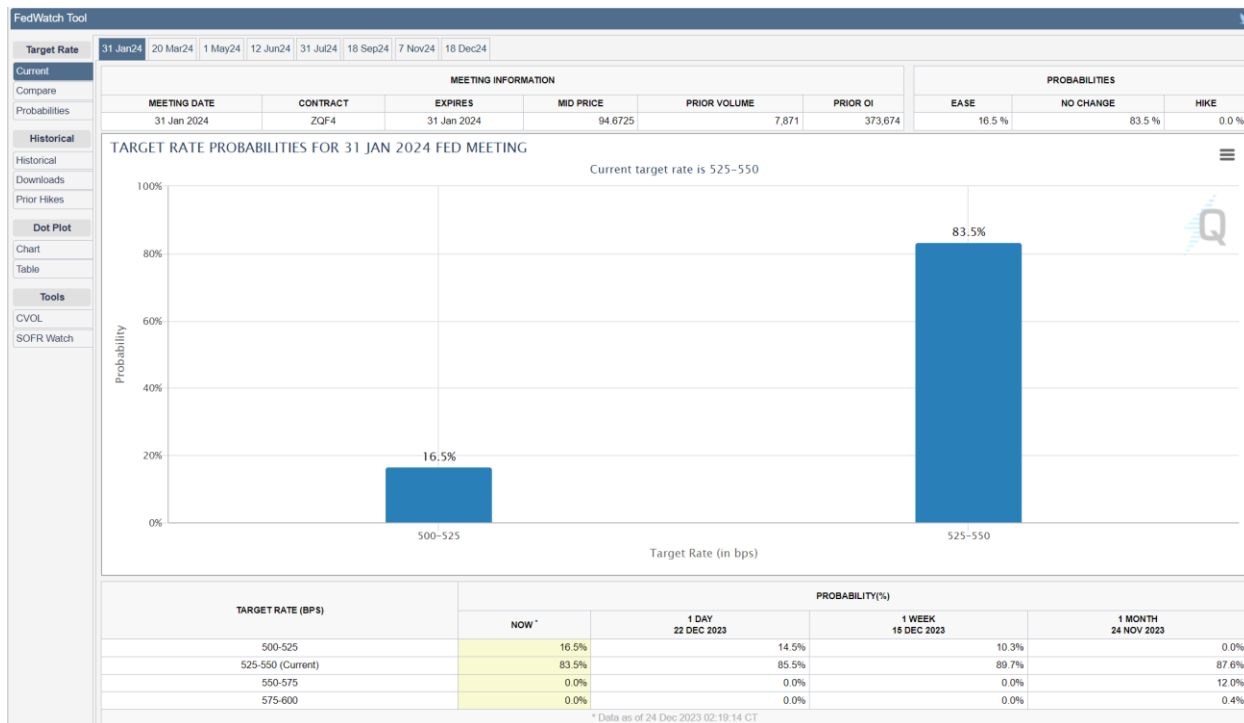 FedWatch Tool
Target Rate
Current
Compare
Probabilities
Historical
Historical
Downloads
Prior Hikes
Dot Plot
Chart
Table
Tools
CVOL
SOFR Watch
31 Jan24 20 Mar24 1 May24 12 Jun24 31 Jul24 18 Sep24 7 Nov24 18 Dec24
MEETING INFORMATION
MEETING DATE CONTRACT EXPIRES MID PRICE PRIOR VOLUME PRIOR OI
31 Jan 2024 ZQF4 31 Jan 2024 94.6725 7,871 373,674
PROBABILITIES
EASE NO CHANGE HIKE
16.5 % 83.5 % 0.0 %
TARGET RATE PROBABILITIES FOR 31 JAN 2024 FED MEETING
Current target rate is 525-550
Q
Probability
100%
80%
60%
40%
20%
0%
16.5%
83.5%
500-525 525-550
Target Rate (in bps)
TARGET RATE (BPS) PROBABILITY(%)
NOW * 1 DAY 1 WEEK 1 MONTH
22 DEC 2023 15 DEC 2023 24 NOV 2023
500-525 16.5% 14.5% 10.3% 0.0%
525-550 (Current) 83.5% 85.5% 89.7% 87.6%
550-575 0.0% 0.0% 0.0% 12.0%
575-600 0.0% 0.0% 0.0% 0.4%
* Data as of 24 Dec 2023 02:19:14 CT